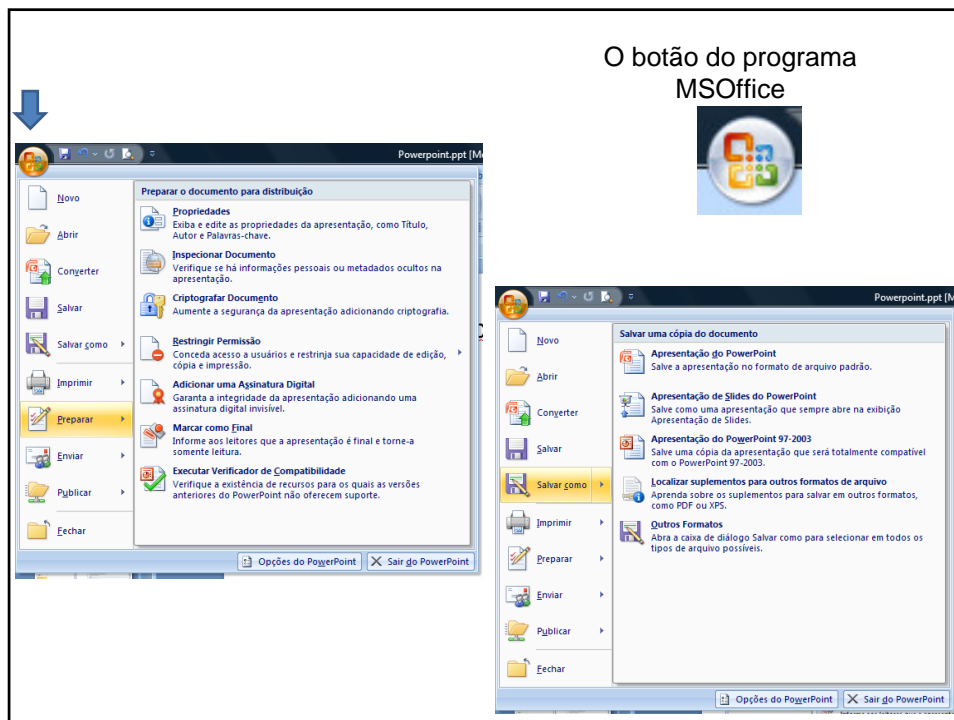 O botão do programa
MSOffice
Powerpoint.ppt [M
Novo
Abrir
Converter
Salvar
Salvar como
Imprimir
Preparar
Enviar
Publicar
Fechar
Preparar o documento para distribuição
Propriedades
Exiba e edite as propriedades da apresentação, como Título,
Autor e Palavras-chave.
Inspecionar Documento
Verifique se há informações pessoais ou metadados ocultos na
apresentação.
Criptografar Documento
Aumente a segurança da apresentação adicionando criptografia.
Restringir Permissão
Conceda acesso a usuários e restrinja sua capacidade de edição,
cópia e impressão.
Adicionar uma Assinatura Digital
Garanta a integridade da apresentação adicionando uma
assinatura digital invisível.
Marcar como Final
Informe aos leitores que a apresentação é final e torne-a
somente leitura.
Executar Verificador de Compatibilidade
Verifique a existência de recursos para os quais as versões
anteriores do PowerPoint não oferecem suporte.
Opções do PowerPoint
Sair do PowerPoint
Powerpoint.ppt [M
Novo
Abrir
Converter
Salvar
Salvar como
Imprimir
Preparar
Enviar
Publicar
Fechar
Salvar uma cópia do documento
Apresentação do PowerPoint
Salve a apresentação no formato de arquivo padrão.
Apresentação de Slides do PowerPoint
Salve como uma apresentação que sempre abre na exibição
Apresentação de Slides.
Apresentação do PowerPoint 97-2003
Salve uma cópia da apresentação que será totalmente compatível
com o PowerPoint 97-2003.
Localizar suplementos para outros formatos de arquivo
Aprenda sobre os suplementos para salvar em outros formatos,
como PDF ou XPS.
Outros Formatos
Abra a caixa de diálogo Salvar como para selecionar em todos os
tipos de arquivo possíveis.
Opções do PowerPoint
Sair do PowerPoint